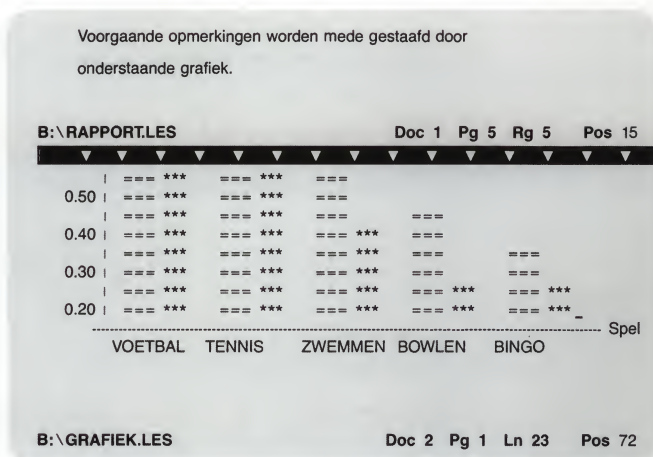 Voorgaande opmerkingen worden mede gestaafd door
onderstaande grafiek.
B:\RAPPORT.LES Doc 1 Pg 5 Rg 5 Pos 15
| === *** === *** ===
0.50 | === *** === *** ===
| === *** === *** === ===
0.40 | === *** === *** === *** ===
| === *** === *** === *** === ===
0.30 | === *** === *** === *** === ===
| === *** === *** === *** === *** === ***
0.20 | === *** === *** === *** === *** === ***_
Spel
VOETBAL TENNIS ZWEMMEN BOWLEN BINGO
B:\GRAFIEK.LES Doc 2 Pg 1 Ln 23 Pos 72